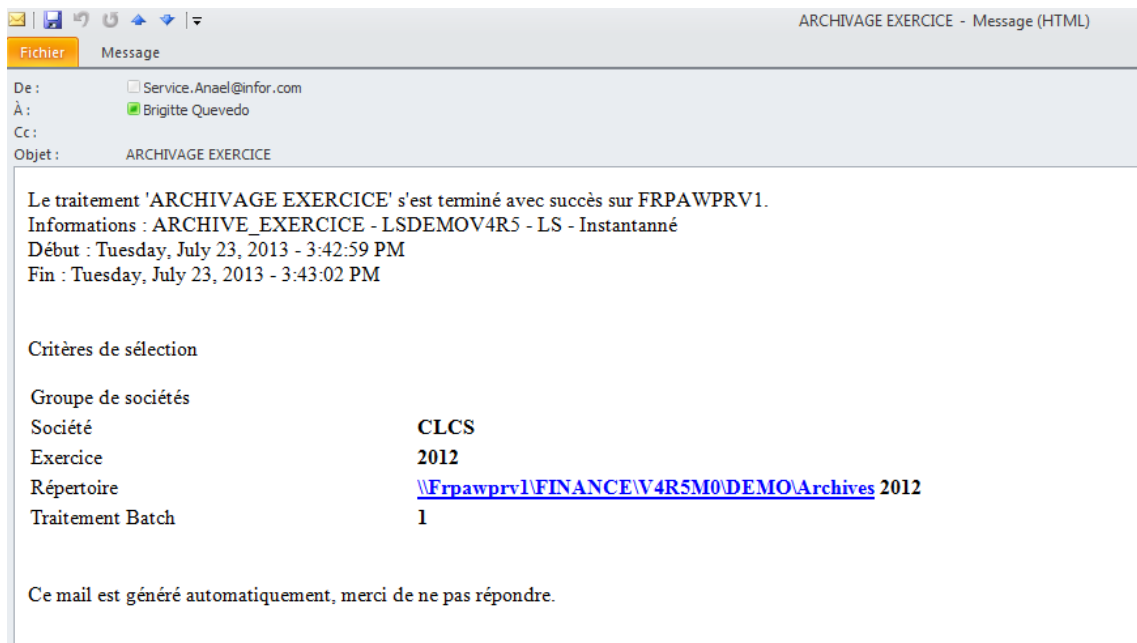 ARCHIVAGE EXERCICE - Message (HTML)
Fichier Message
De : Service.Anael@infor.com
À : Brigitte Quevedo
Cc :
Objet : ARCHIVAGE EXERCICE
Le traitement 'ARCHIVAGE EXERCICE' s'est terminé avec succès sur FRPAWPRV1.
Informations : ARCHIVE_EXERCICE - LSDEMOV4R5 - LS - Instantanné
Début : Tuesday, July 23, 2013 - 3:42:59 PM
Fin : Tuesday, July 23, 2013 - 3:43:02 PM
Critères de sélection
Groupe de sociétés
Société CLCS
Exercice 2012
Répertoire \\Frpawprv1\FINANCE\V4R5M0\DEMO\Archives 2012
Traitement Batch 1
Ce mail est généré automatiquement, merci de ne pas répondre.